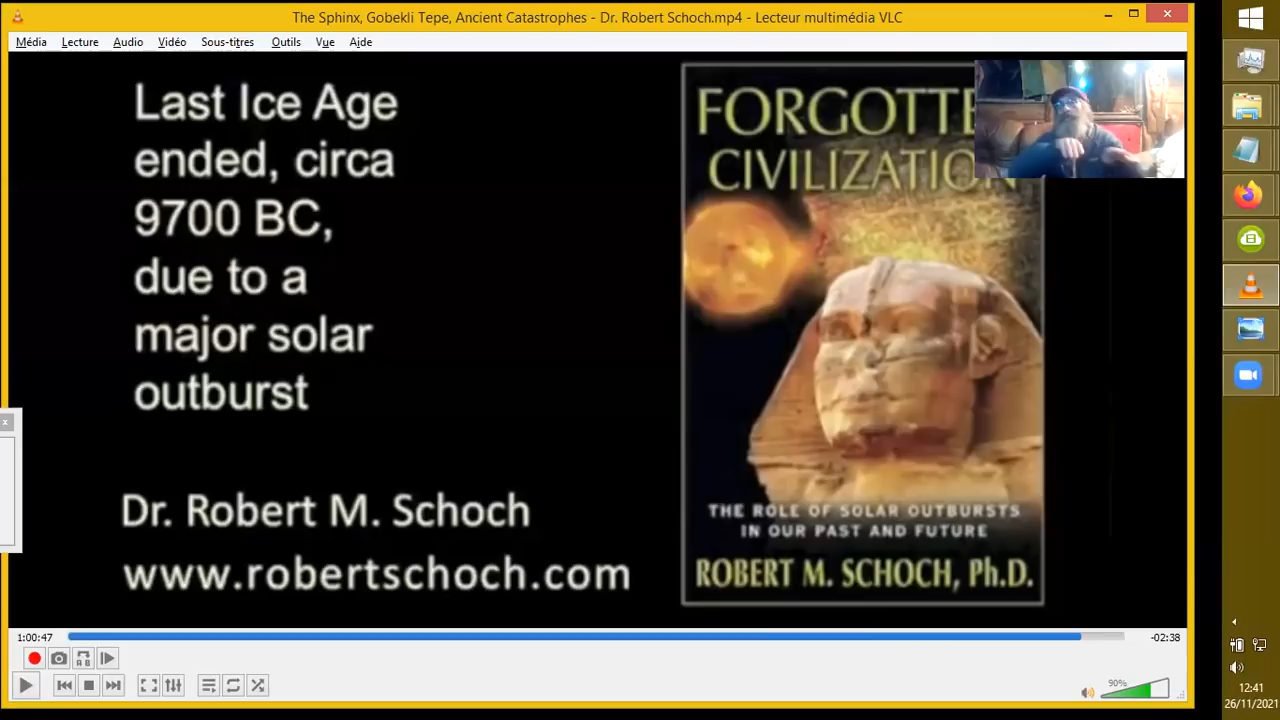 The Sphinx, Gobekli Tepe, Ancient Catastrophes - Dr. Robert Schoch.mp4 - Lecteur multimédia VLC
Média Lecture Audio Vidéo Sous-titres Outils Vue Aide
Last Ice Age
ended, circa
9700 BC,
due to a
major solar
outburst
Dr. Robert M. Schoch
www.robertschoch.com
FORGOTTE
CIVILIZATION
THE ROLE OF SOLAR OUTBURSTS
IN OUR PAST AND FUTURE
ROBERT M. SCHOCH, Ph.D.
1:00:47
-02:38
90%
12:41
26/11/2021